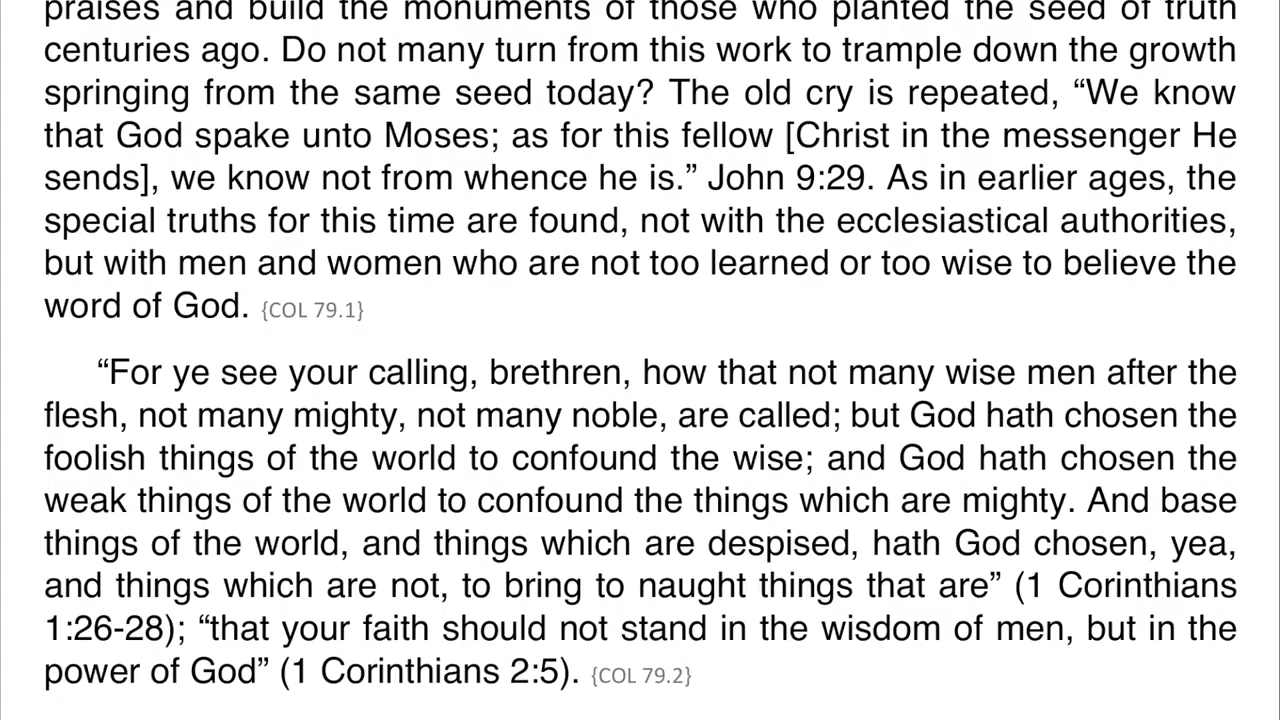 praises and build the monuments of those who planted the seed of truth
centuries ago. Do not many turn from this work to trample down the growth
springing from the same seed today? The old cry is repeated, “We know
that God spake unto Moses; as for this fellow [Christ in the messenger He
sends], we know not from whence he is.” John 9:29. As in earlier ages, the
special truths for this time are found, not with the ecclesiastical authorities,
but with men and women who are not too learned or too wise to believe the
word of God. {COL 79.1}
“For ye see your calling, brethren, how that not many wise men after the
flesh, not many mighty, not many noble, are called; but God hath chosen the
foolish things of the world to confound the wise; and God hath chosen the
weak things of the world to confound the things which are mighty. And base
things of the world, and things which are despised, hath God chosen, yea,
and things which are not, to bring to naught things that are” (1 Corinthians
1:26-28); “that your faith should not stand in the wisdom of men, but in the
power of God” (1 Corinthians 2:5). {COL 79.2}